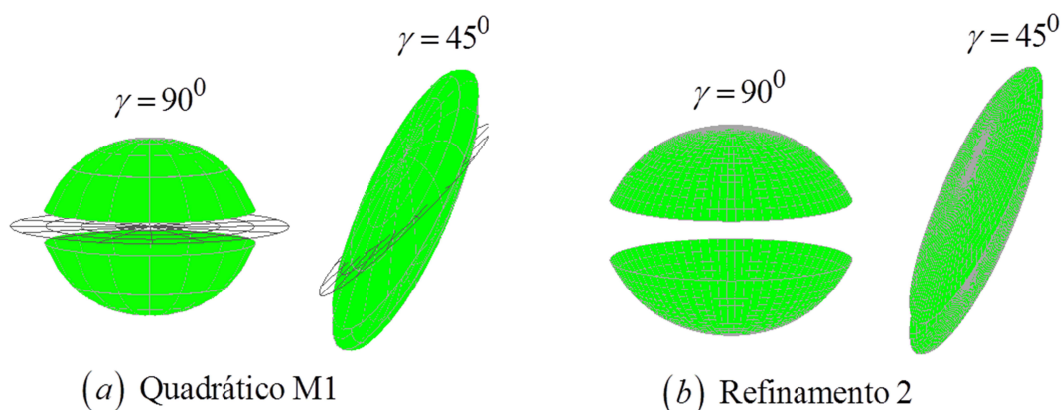 γ = 90⁰
γ = 45⁰
γ = 90⁰
γ = 45⁰
(a) Quadrático M1
(b) Refinamento 2